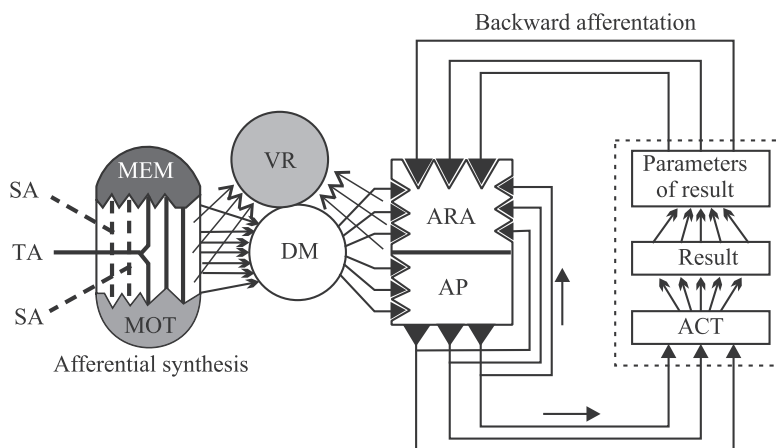 Backward afferentation
MEM
VR
SA
TA
SA
MOT
Afferential synthesis
DM
ARA
AP
Parameters
of result
Result
ACT